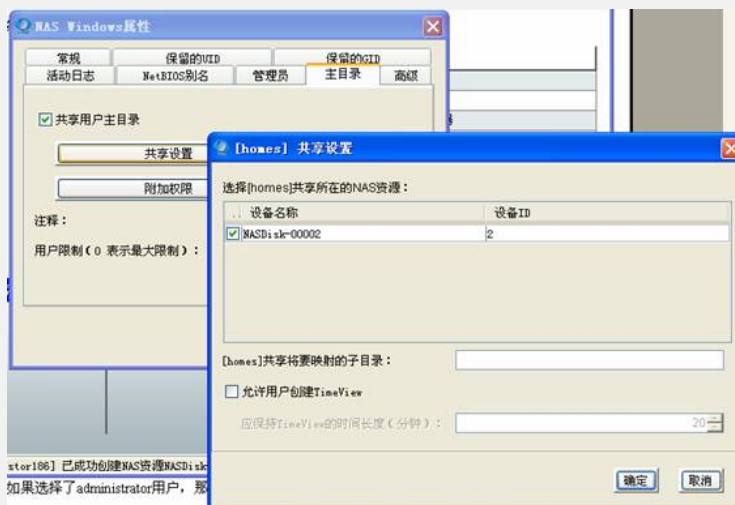 NAS Windows属性
常规 保留的UID 保留的GID
活动日志 NetBIOS别名 管理员 主目录 高级
共享用户主目录
共享设置
附加权限
注释：
用户限制(0 表示最大限制)：
[homes] 共享设置
选择[homes]共享所在的NAS资源：
.. 设备名称 设备ID
NASDisk-00002 2
[homes]共享将要映射的子目录：
允许用户创建TimeView
应保持TimeView的时间长度(分钟)： 20
确定 取消
stor186] 已成功创建NAS资源NASDisk
如果选择了administrator用户，那